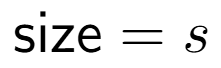 size = s